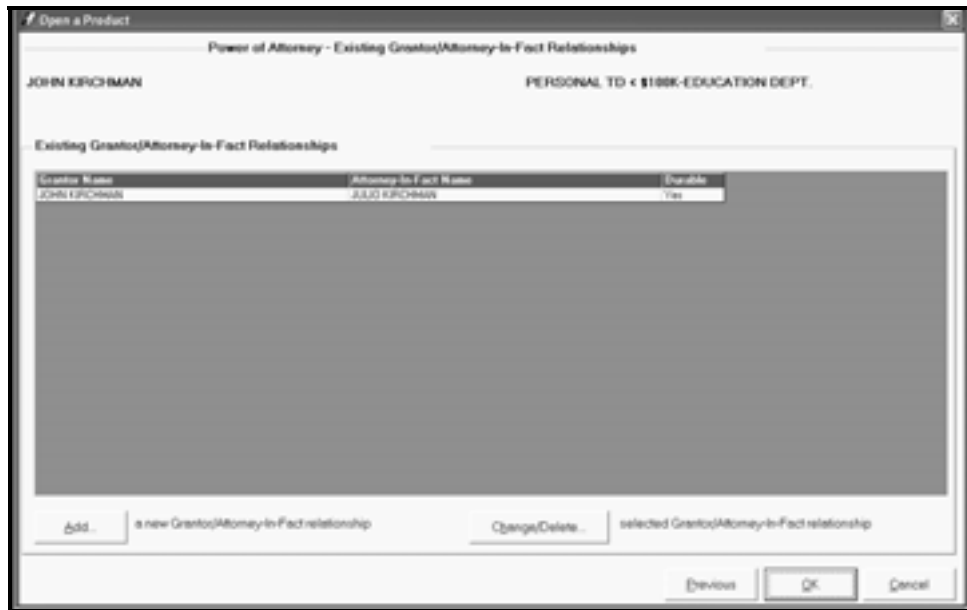 Open a Product
Power of Attorney - Existing Grantor/Attorney-In-Fact Relationships
JOHN KIRCHMAN PERSONAL TD < $100K-EDUCATION DEPT.
Existing Grantor/Attorney-In-Fact Relationships
Grantor Name Attorney-In-Fact Name Durable
JOHN KIRCHMAN JULIO KIRCHMAN Yes
Add... a new Grantor/Attorney-In-Fact relationship Change/Delete... selected Grantor/Attorney-In-Fact relationship
Previous OK Cancel